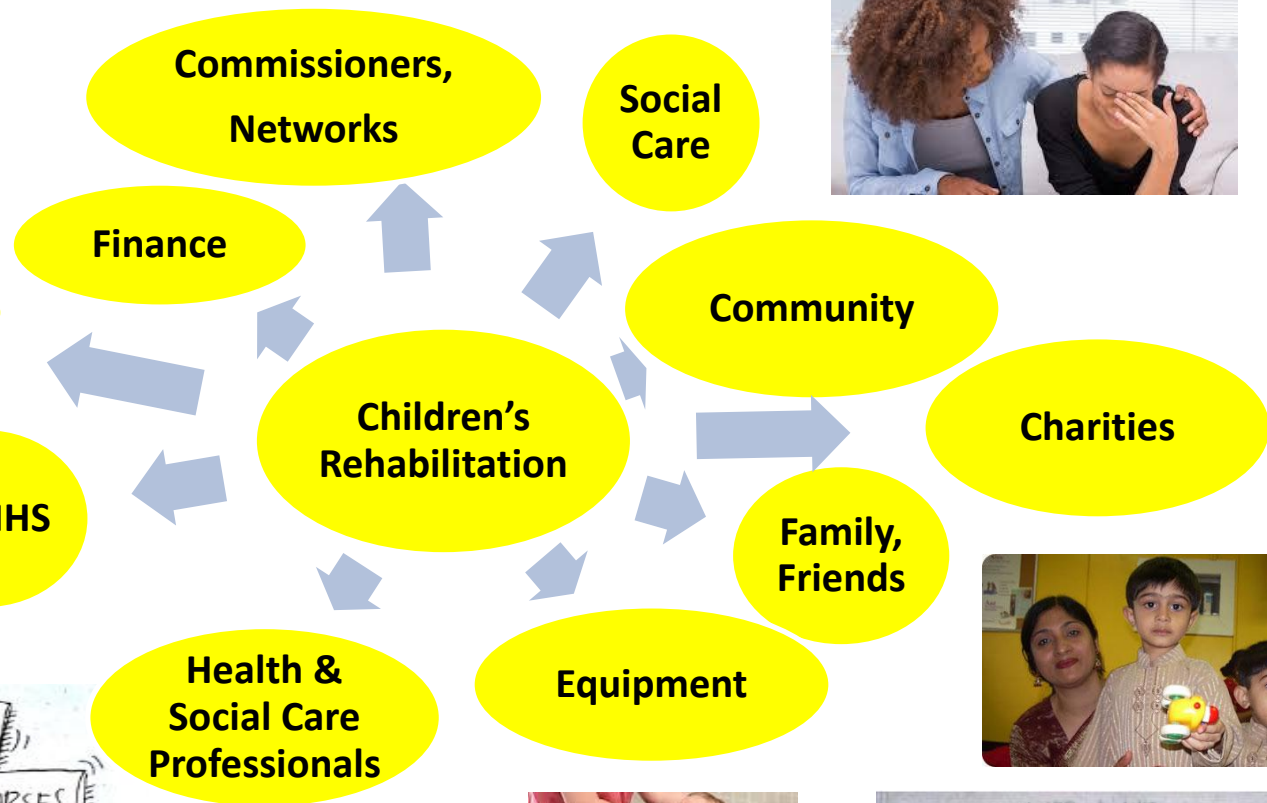 Commissioners,
Networks
Social
Care
Finance
Community
Children's
Rehabilitation
Charities
Family,
Friends
Health &
Social Care
Professionals
Equipment